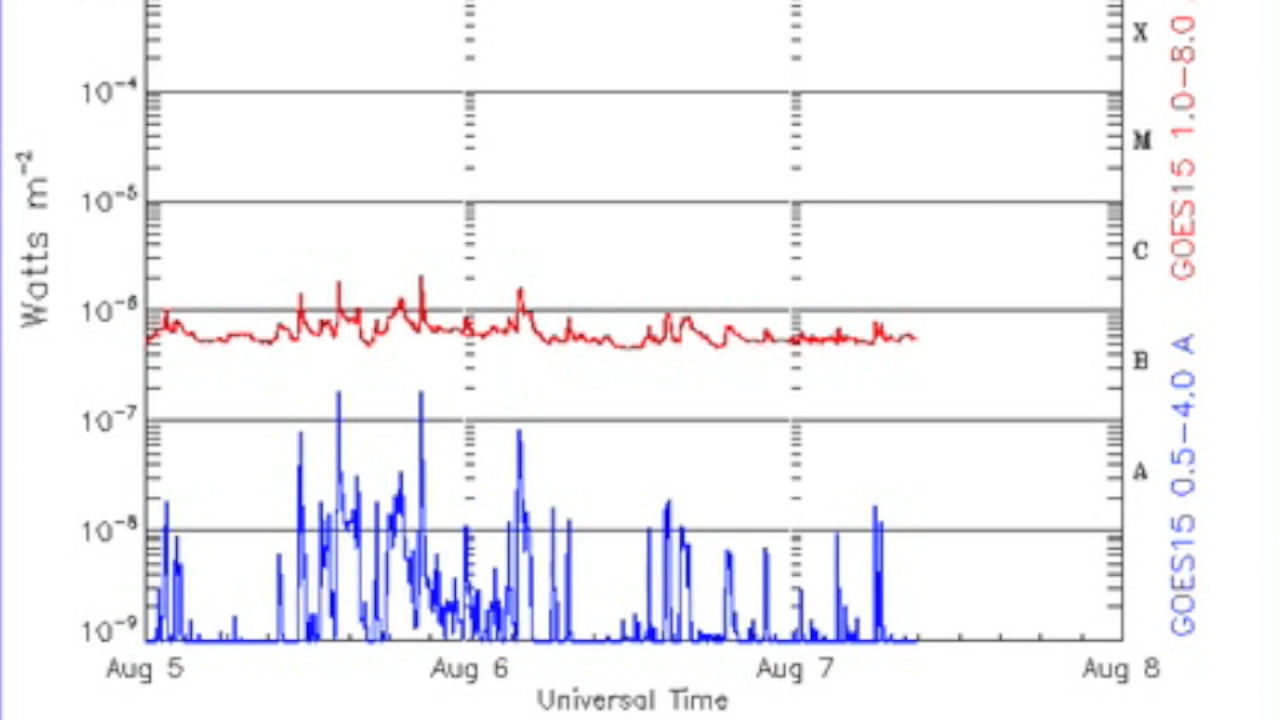 X
10⁻⁴
M
10⁻⁵
C
10⁻⁶
B
10⁻⁷
A
10⁻⁸
10⁻⁹
Aug 5
Aug 6
Aug 7
Aug 8
Universal Time
Watts m⁻²
GOES15 1.0-8.0
GOES15 0.5-4.0 A